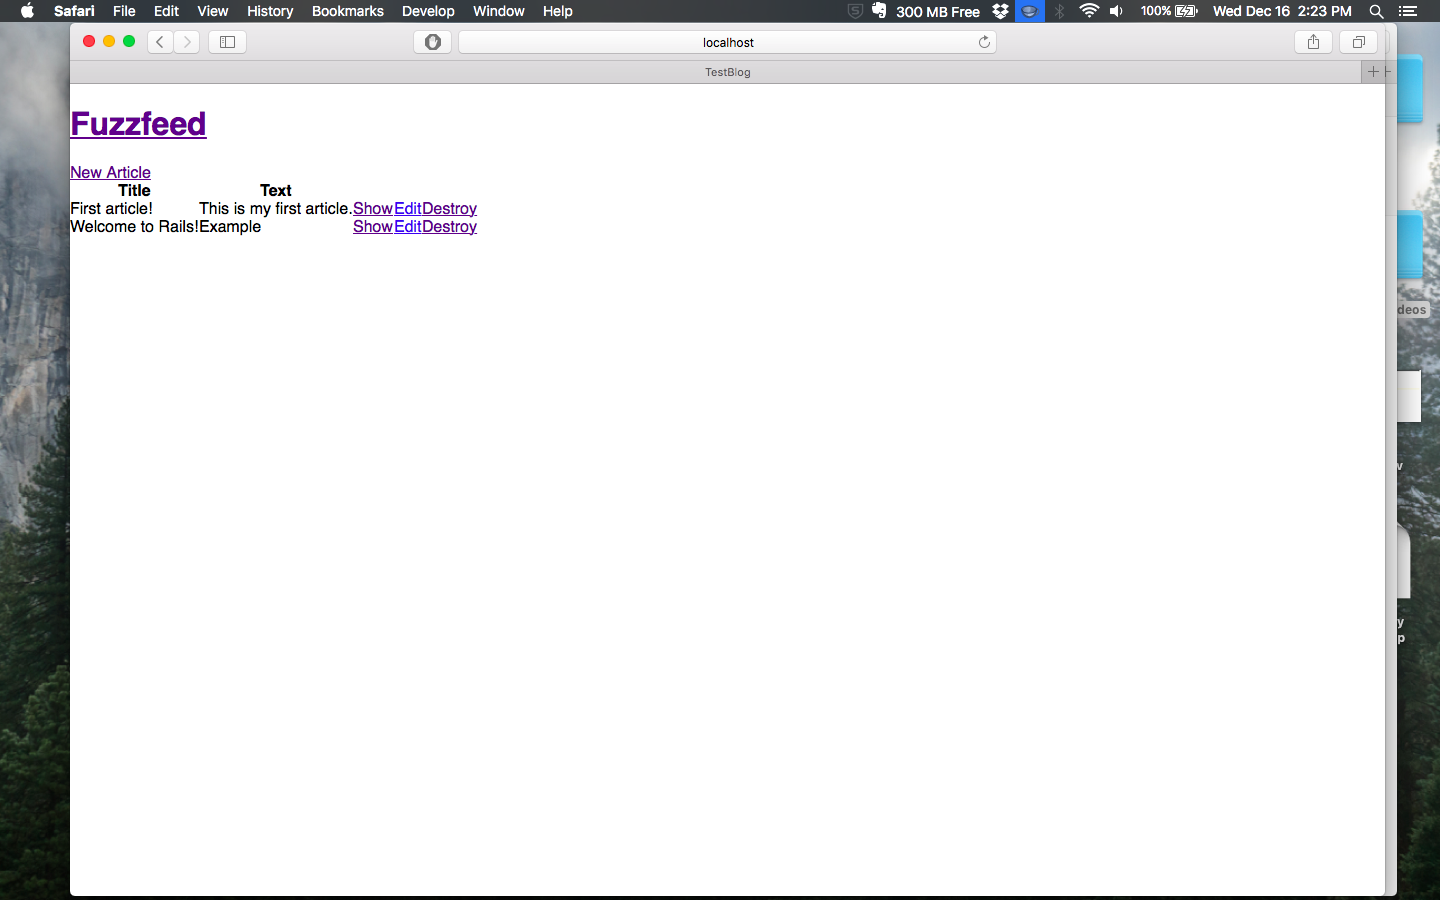 Safari File Edit View History Bookmarks Develop Window Help 300 MB Free 100% Wed Dec 16 2:23 PM
localhost
TestBlog
Fuzzfeed
New Article
Title Text
First article! This is my first article. Show Edit Destroy
Welcome to Rails! Example Show Edit Destroy
deos
v
y
p